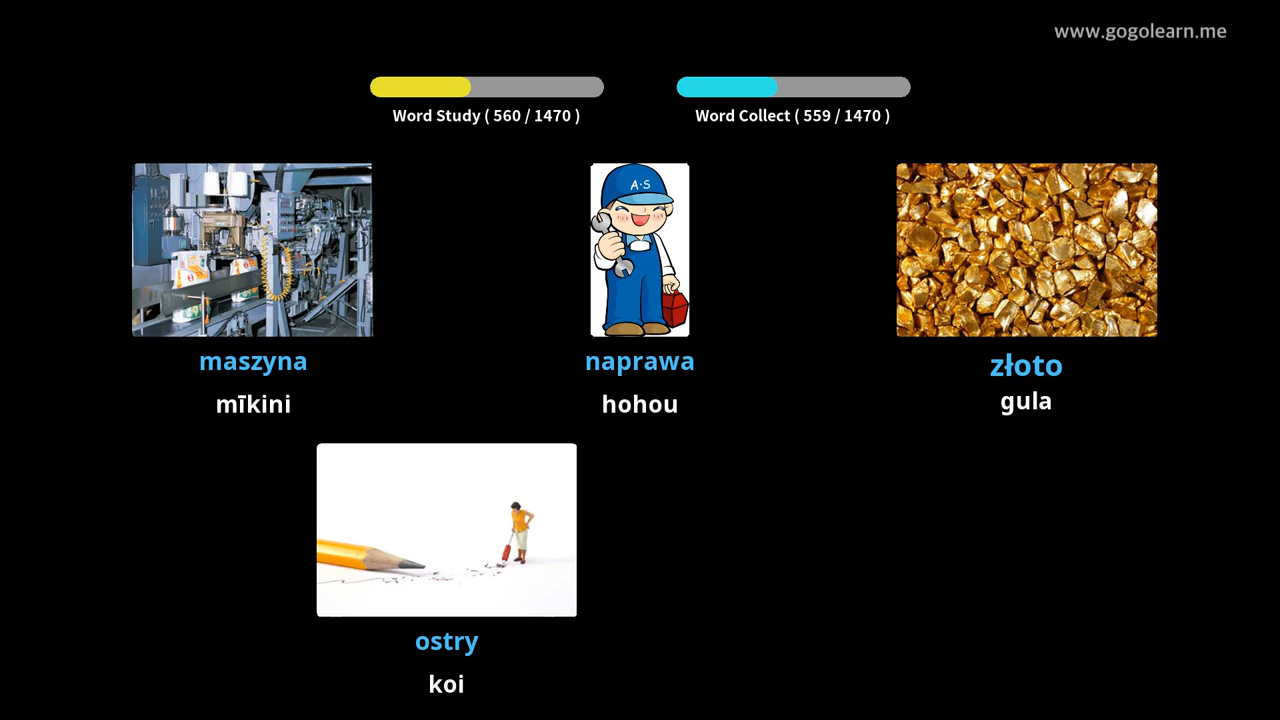 www.gogolearn.me
Word Study ( 560 / 1470 )
Word Collect ( 559 / 1470 )
A·S
maszyna
naprawa
złoto
mīkini
hohou
gula
ostry
koi